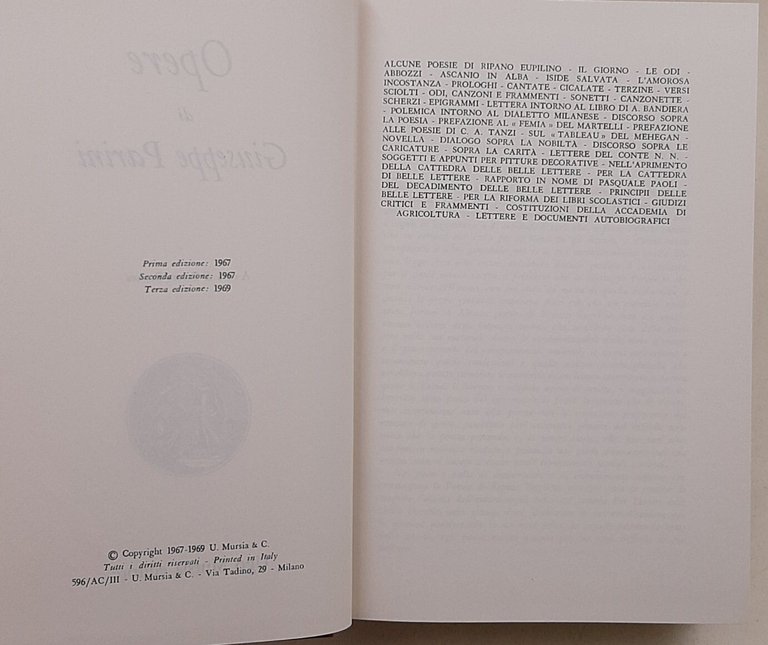 Opere
di
Giuseppe Parini
Prima edizione: 1967
Seconda edizione: 1967
Terza edizione: 1969
© Copyright 1967-1969 U. Mursia & C.
Tutti i diritti riservati - Printed in Italy
596/AC/III - U. Mursia & C. - Via Tadino, 29 - Milano
ALCUNE POESIE DI RIPANO EUPILINO - IL GIORNO - LE ODI -
ABBOZZI - ASCANIO IN ALBA - ISIDE SALVATA - L'AMOROSA
INCOSTANZA - PROLOGHI - CANTATE - CICALATE - TERZINE - VERSI
SCIOLTI - ODI, CANZONI E FRAMMENTI - SONETTI - CANZONETTE -
SCHERZI - EPIGRAMMI - LETTERA INTORNO AL LIBRO DI A. BANDIERA
- POLEMICA INTORNO AL DIALETTO MILANESE - DISCORSO SOPRA
LA POESIA - PREFAZIONE AL « FEMIA » DEL MARTELLI - PREFAZIONE
ALLE POESIE DI C. A. TANZI - SUL « TABLEAU » DEL MEHEGAN -
NOVELLA - DIALOGO SOPRA LA NOBILTÀ - DISCORSO SOPRA LE
CARICATURE - SOPRA LA CARITÀ - LETTERE DEL CONTE N. N. -
SOGGETTI E APPUNTI PER PITTURE DECORATIVE - NELL'APRIMENTO
DELLA CATTEDRA DELLE BELLE LETTERE - PER LA CATTEDRA
DI BELLE LETTERE - RAPPORTO IN NOME DI PASQUALE PAOLI -
DEL DECADIMENTO DELLE BELLE LETTERE - PRINCIPII DELLE
BELLE LETTERE - PER LA RIFORMA DEI LIBRI SCOLASTICI - GIUDIZI
CRITICI E FRAMMENTI - COSTITUZIONI DELLA ACCADEMIA DI
AGRICOLTURA - LETTERE E DOCUMENTI AUTOBIOGRAFICI